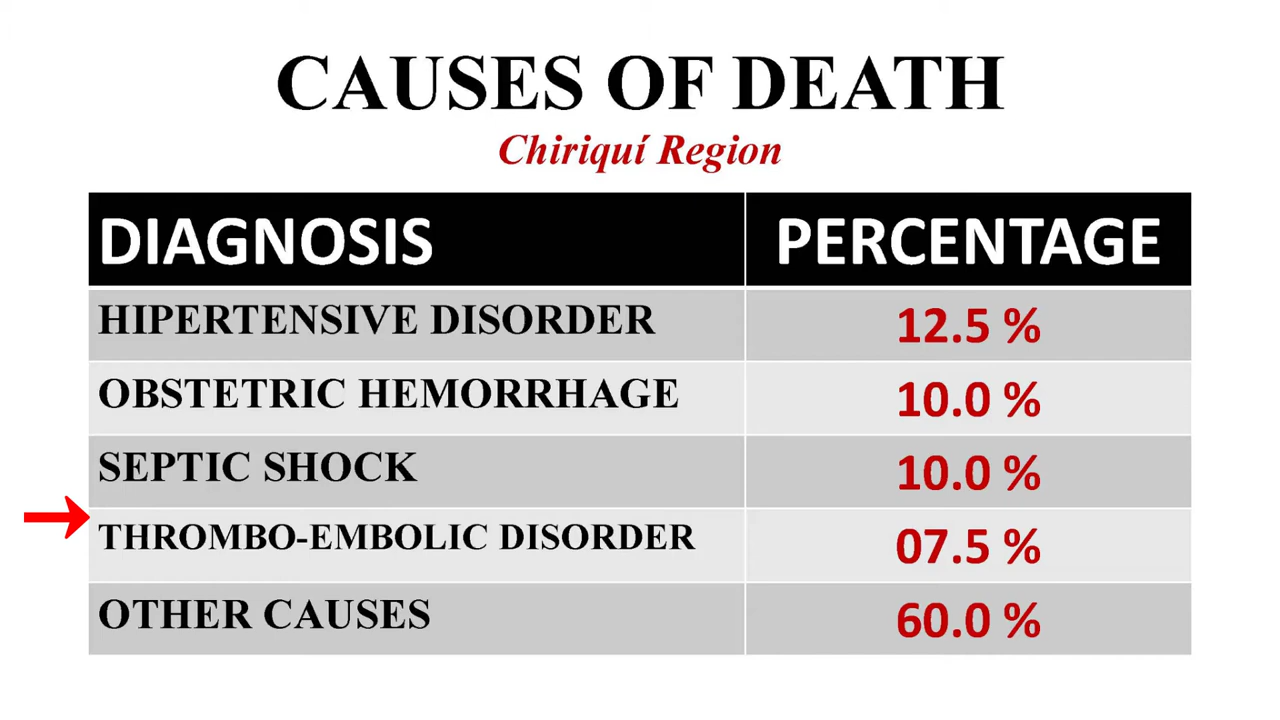 CAUSES OF DEATH
Chiriquí Region
DIAGNOSIS PERCENTAGE
HIPERTENSIVE DISORDER 12.5 %
OBSTETRIC HEMORRHAGE 10.0 %
SEPTIC SHOCK 10.0 %
THROMBO-EMBOLIC DISORDER 07.5 %
OTHER CAUSES 60.0 %